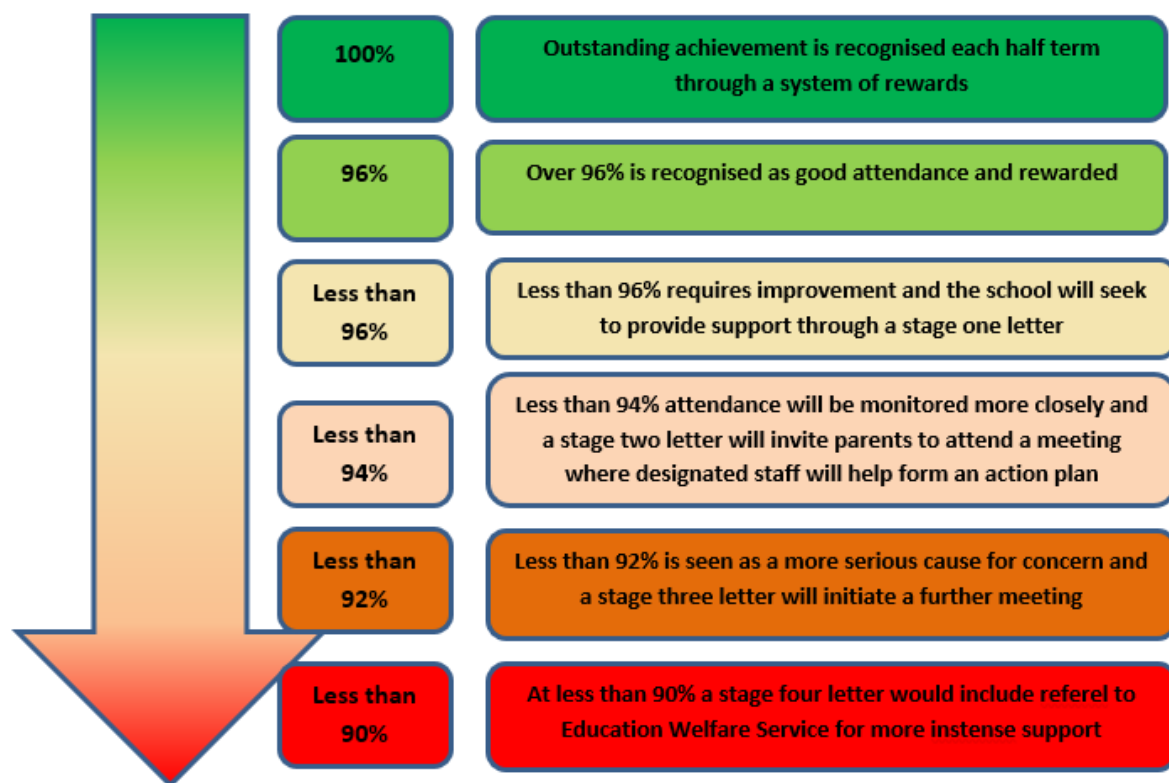 100%
Outstanding achievement is recognised each half term
through a system of rewards
96%
Over 96% is recognised as good attendance and rewarded
Less than
96%
Less than 96% requires improvement and the school will seek
to provide support through a stage one letter
Less than
94%
Less than 94% attendance will be monitored more closely and
a stage two letter will invite parents to attend a meeting
where designated staff will help form an action plan
Less than
92%
Less than 92% is seen as a more serious cause for concern and
a stage three letter will initiate a further meeting
Less than
90%
At less than 90% a stage four letter would include referel to
Education Welfare Service for more instense support